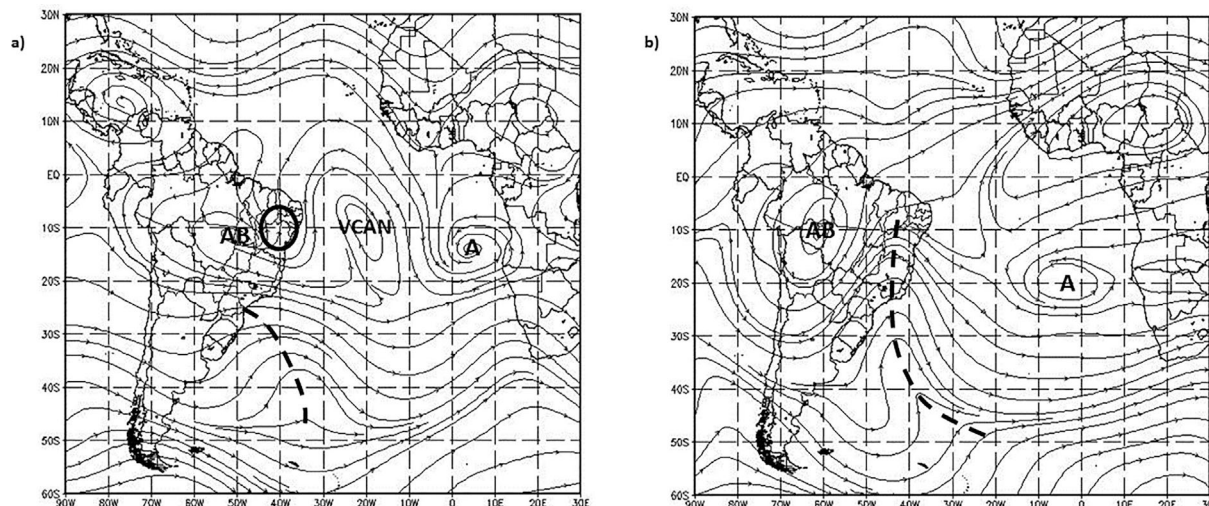 a)
30N
20N
10N
EQ
10S
AB VCAN A
20S
30S
40S
50S
60S
90W 80W 70W 60W 50W 40W 30W 20W 10W 0 10E 20E 30E
b)
30N
20N
10N
EQ
10S
AB
20S
A
30S
40S
50S
60S
90W 80W 70W 60W 50W 40W 30W 20W 10W 0 10E 20E 30